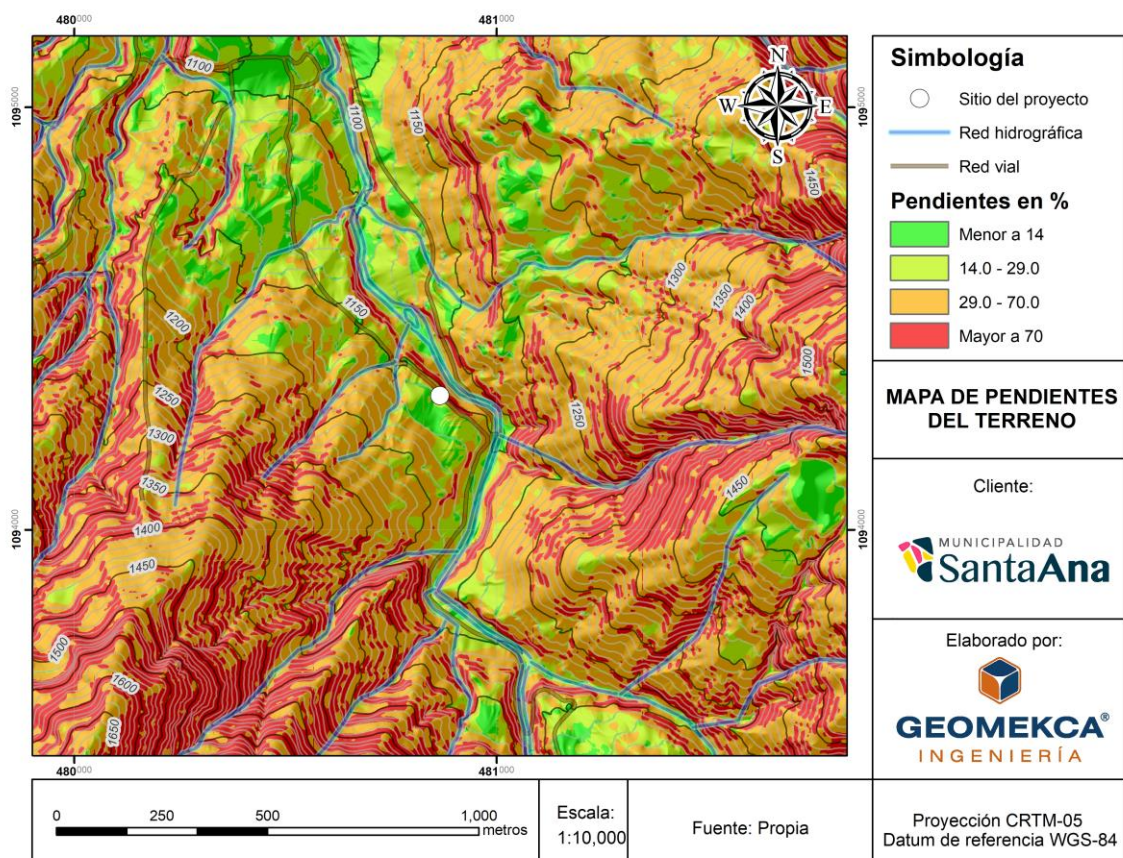 480000
481000
1095000
1095000
1094000
1094000
480000
481000
N
W
E
S
1100
1100
1150
1450
1300
1350
1400
1500
1150
1200
1250
1250
1300
1350
1400
1450
1450
1500
1600
1650
Simbología
Sitio del proyecto
Red hidrográfica
Red vial
Pendientes en %
Menor a 14
14.0 - 29.0
29.0 - 70.0
Mayor a 70
MAPA DE PENDIENTES
DEL TERRENO
Cliente:
MUNICIPALIDAD
SantaAna
Elaborado por:
GEOMEKCA®
INGENIERÍA
0
250
500
1,000
metros
Escala:
1:10,000
Fuente: Propia
Proyección CRTM-05
Datum de referencia WGS-84